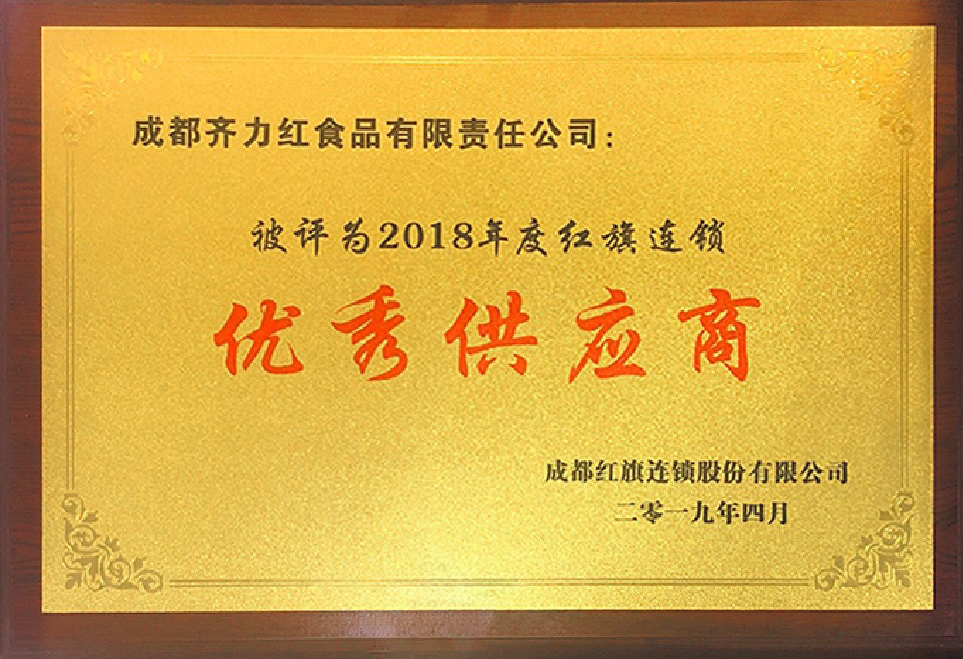 成都齐力红食品有限责任公司：
被评为2018年度红旗连锁
优秀供应商
成都红旗连锁股份有限公司
二零一九年四月